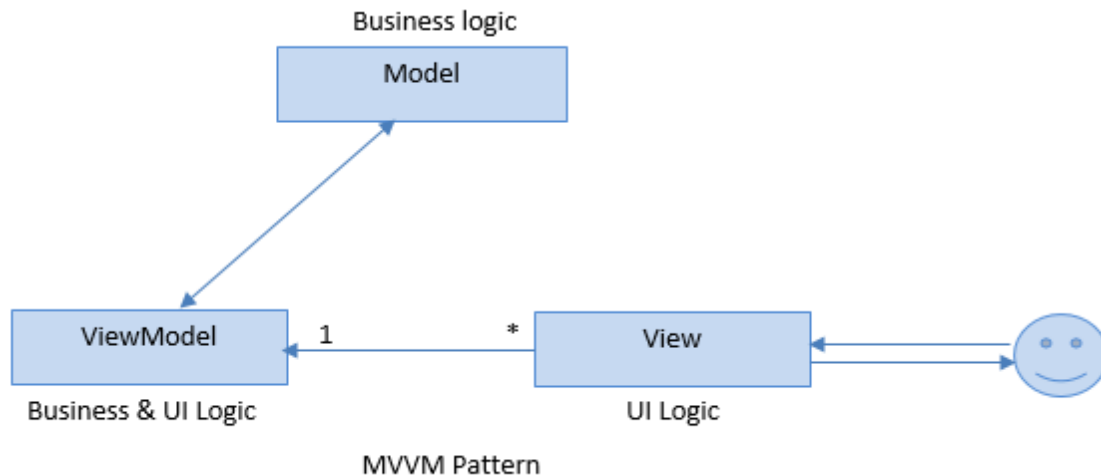 Business logic
Model
ViewModel
1
*
View
Business & UI Logic
UI Logic
MVVM Pattern